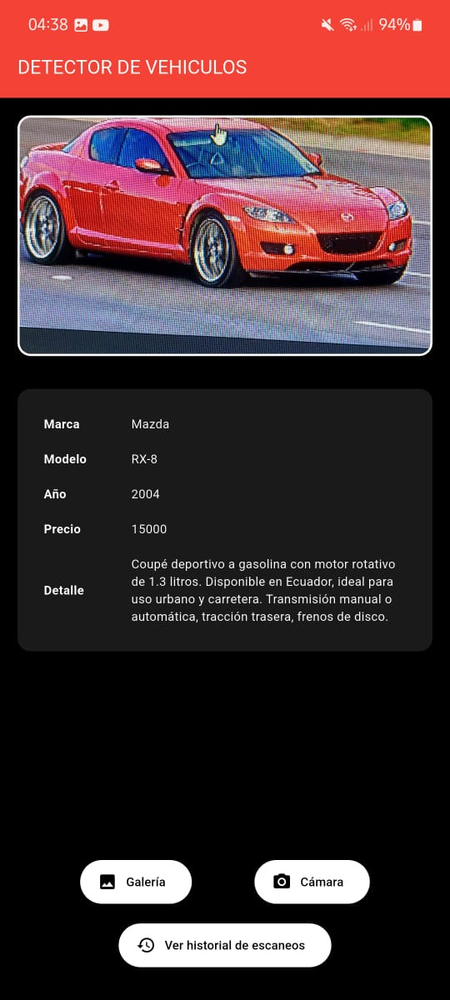 04:38 94%
DETECTOR DE VEHICULOS
Marca Mazda
Modelo RX-8
Año 2004
Precio 15000
Detalle Coupé deportivo a gasolina con motor rotativo
de 1.3 litros. Disponible en Ecuador, ideal para
uso urbano y carretera. Transmisión manual o
automática, tracción trasera, frenos de disco.
Galería Cámara
Ver historial de escaneos